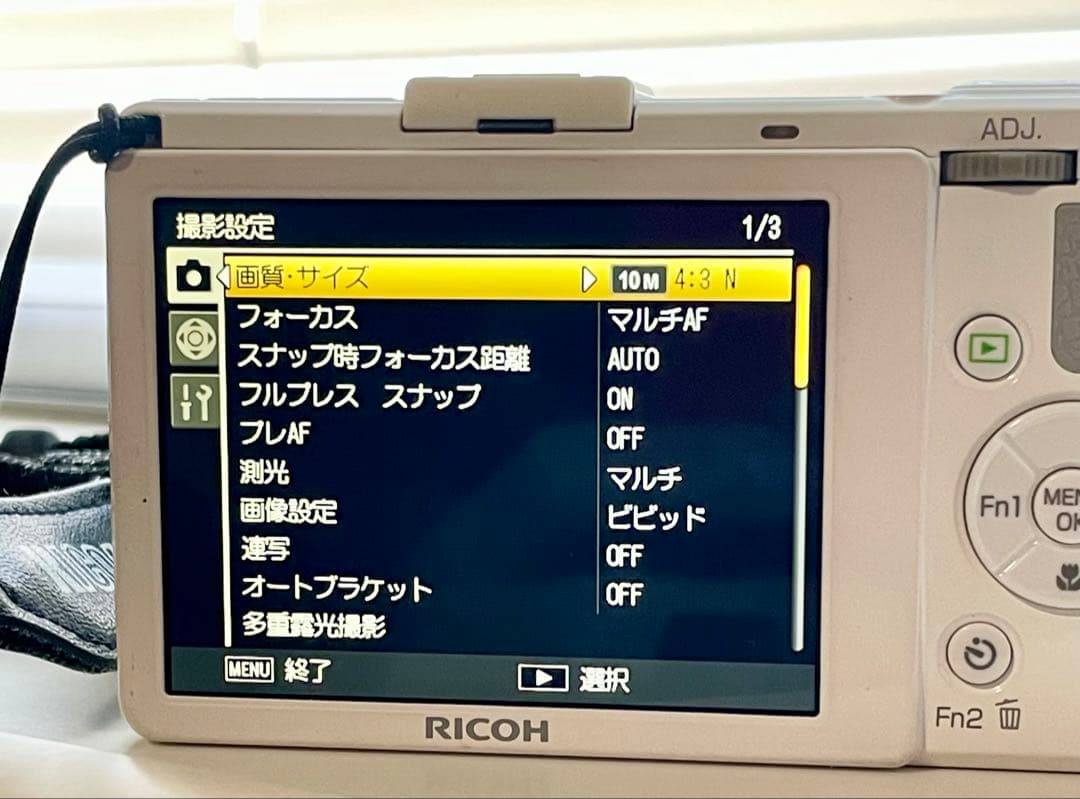 ADJ.
撮影設定 1/3
画質・サイズ 10M 4:3 N
フォーカス マルチAF
スナップ時フォーカス距離 AUTO
フルプレス スナップ ON
プレAF OFF
測光 マルチ
画像設定 ビビッド
連写 OFF
オートブラケット OFF
多重露光撮影
MENU 終了 選択
Fn1
OK
Fn2
RICOH